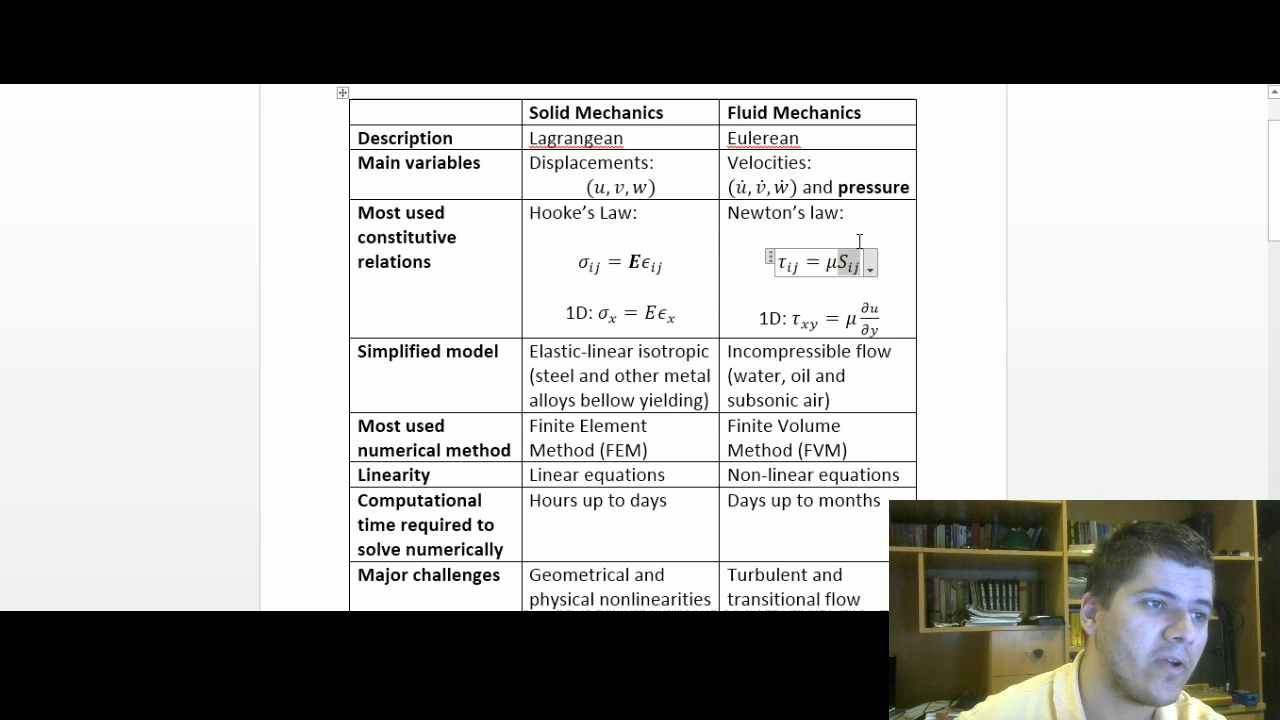 Solid Mechanics Fluid Mechanics
Description Lagrangean Eulerean
Main variables Displacements: Velocities:
(u, v, w) (u̇, v̇, ẇ) and pressure
Most used Hooke's Law: Newton's law:
constitutive
relations σᵢⱼ = Eϵᵢⱼ τᵢⱼ = μSᵢⱼ
1D: σₓ = Eϵₓ 1D: τ_xy = μ ∂u/∂y
Simplified model Elastic-linear isotropic Incompressible flow
(steel and other metal (water, oil and
alloys bellow yielding) subsonic air)
Most used Finite Element Finite Volume
numerical method Method (FEM) Method (FVM)
Linearity Linear equations Non-linear equations
Computational Hours up to days Days up to months
time required to
solve numerically
Major challenges Geometrical and Turbulent and
physical nonlinearities transitional flow